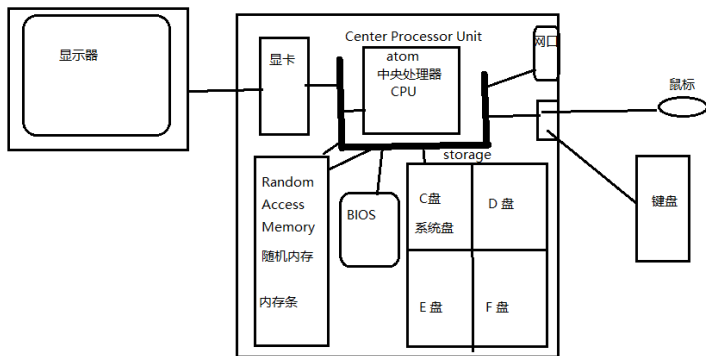 显示器
显卡
Center Processor Unit
atom
中央处理器
CPU
网口
鼠标
storage
Random
Access
Memory
随机内存
内存条
BIOS
C盘
系统盘
D 盘
E 盘
F 盘
键盘